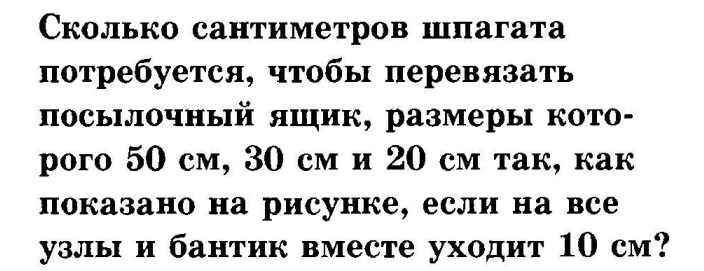 Сколько сантиметров шпагата
потребуется, чтобы перевязать
посылочный ящик, размеры кото-
рого 50 см, 30 см и 20 см так, как
показано на рисунке, если на все
узлы и бантик вместе уходит 10 см?